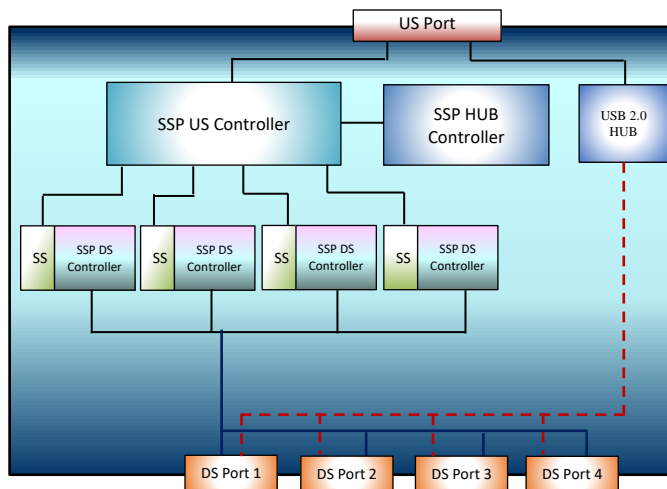 US Port
SSP US Controller
SSP HUB
Controller
USB 2.0
HUB
SS
SSP DS
Controller
SS
SSP DS
Controller
SS
SSP DS
Controller
SS
SSP DS
Controller
DS Port 1
DS Port 2
DS Port 3
DS Port 4